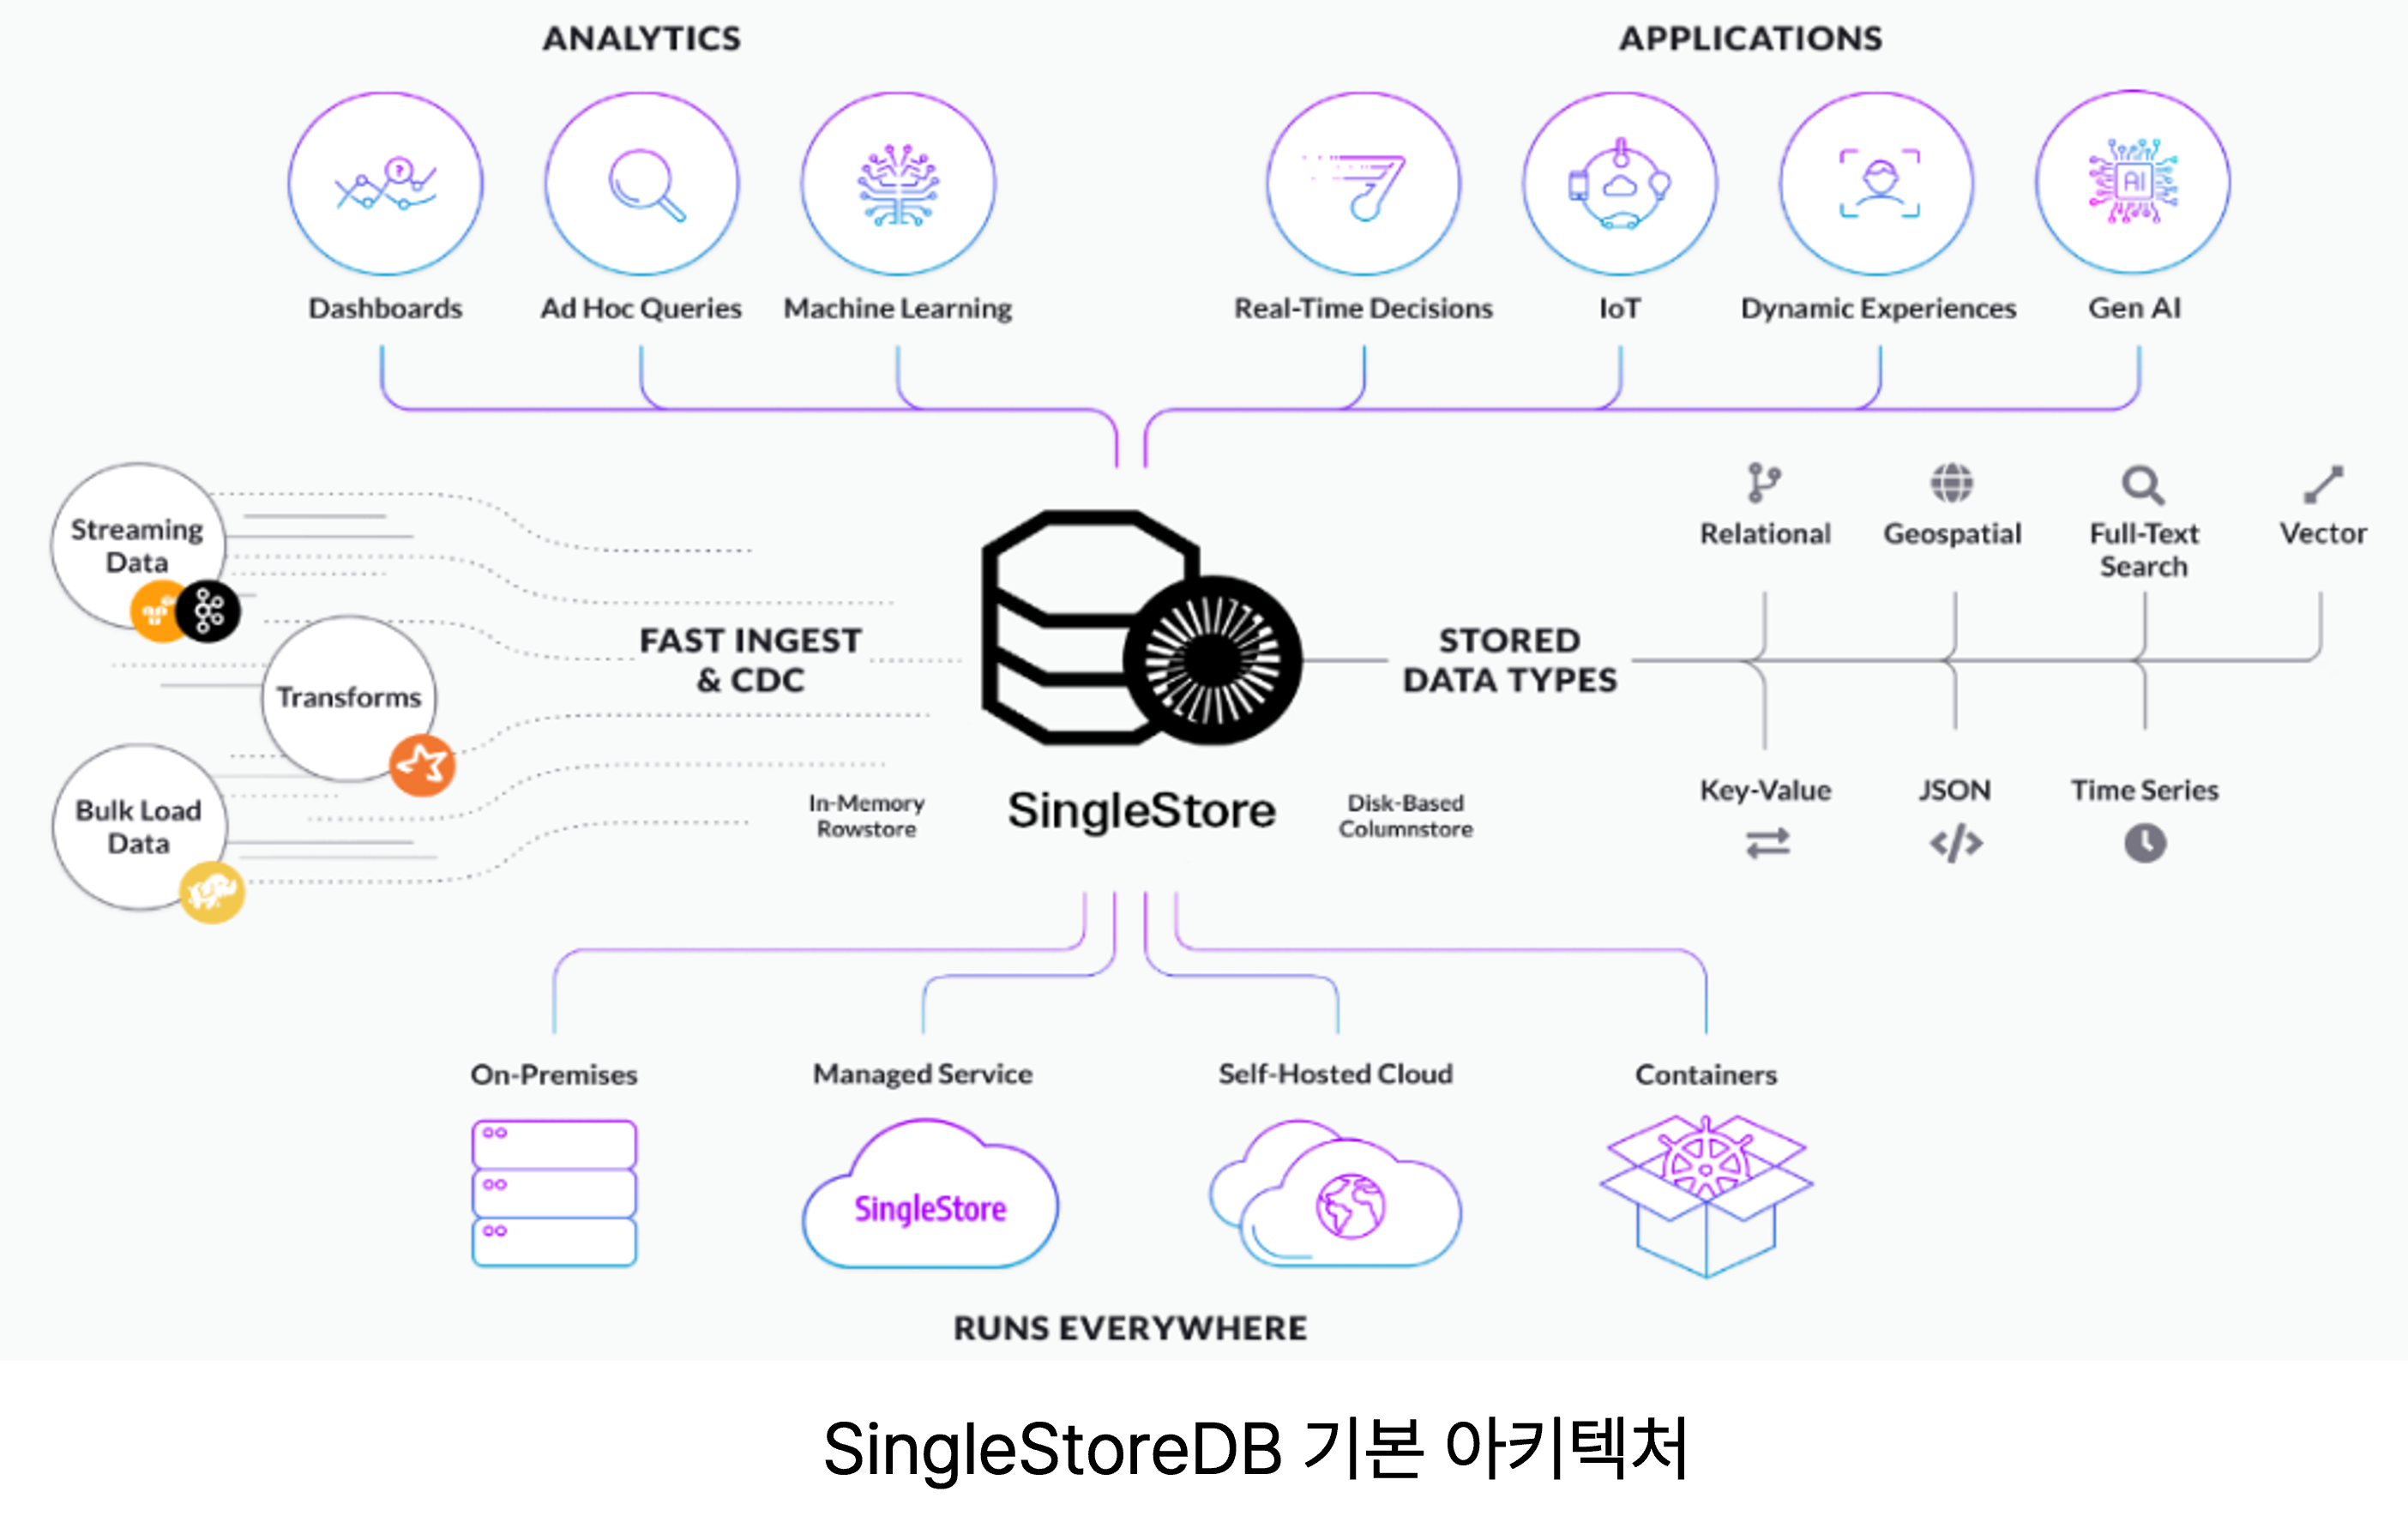 ANALYTICS
APPLICATIONS
?
AI
Dashboards
Ad Hoc Queries
Machine Learning
Real-Time Decisions
IoT
Dynamic Experiences
Gen AI
Streaming
Data
Transforms
Bulk Load
Data
FAST INGEST
& CDC
In-Memory
Rowstore
SingleStore
Disk-Based
Columnstore
STORED
DATA TYPES
Relational
Geospatial
Full-Text
Search
Vector
Key-Value
JSON
Time Series
On-Premises
Managed Service
Self-Hosted Cloud
Containers
SingleStore
RUNS EVERYWHERE
SingleStoreDB 기본 아키텍처